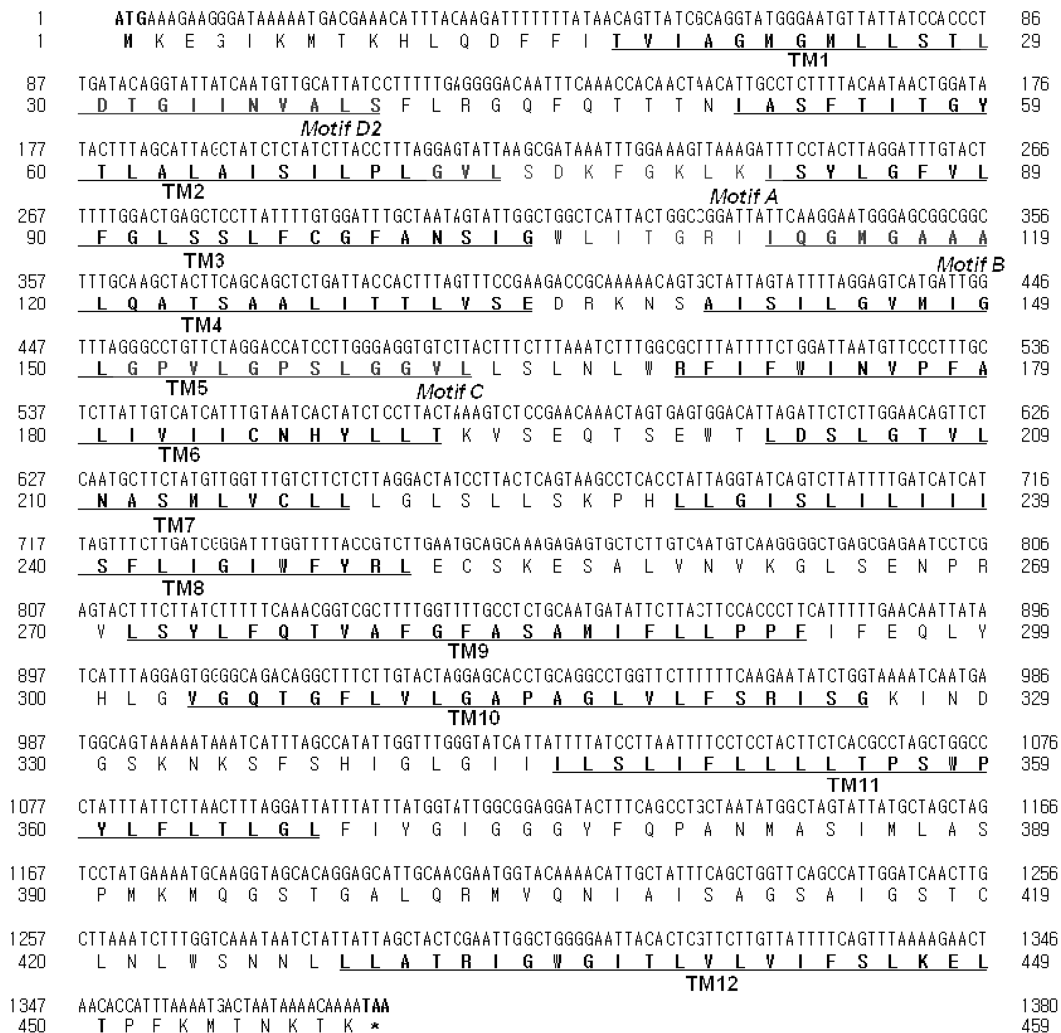 1 ATGAAAGAAGGGATAAAAATGACGAAACATTTACAAGATTTTTTTATAACAGTTATCGCAGGTATGGGAATGTTATTATCCACCCT 86
1 M K E G I K M T K H L Q D F F I T V I A G M G M L L S T L 29
TM1
87 TGATACAGGTATTATCAATGTTGCATTATCCTTTTTGAGGGGACAATTTCAAACCACAACTAACATTGCCTCTTTTACAATAACTGGATA 176
30 D T G I I N V A L S F L R G Q F Q T T T N I A S F T I T G Y 59
Motif D2
177 TACTTTAGCATTAGCTATCTCTATCTTACCTTTAGGAGTATTAAGCGATAAATTTGGAAAGTTAAAGATTTCCTACTTAGGATTTGTACT 266
60 T L A L A I S I L P L G V L S D K F G K L K I S Y L G F V L 89
TM2 Motif A
267 TTTTGGACTGAGCTCCTTATTTTGTGGATTTGCTAATAGTATTGGCTGGCTCATTACTGGCCGGATTATTCAAGGAATGGGAGCGGCGGC 356
90 F G L S S L F C G F A N S I G W L I T G R I I Q G M G A A A 119
TM3 Motif B
357 TTTGCAAGCTACTTCAGCAGCTCTGATTACCACTTTAGTTTCCGAAGACCGCAAAAACAGTGCTATTAGTATTTTAGGAGTCATGATTGG 446
120 L Q A T S A A L I T T L V S E D R K N S A I S I L G V M I G 149
TM4
447 TTTAGGGCCTGTTCTAGGACCATCCTTGGGAGGTGTCTTACTTTCTTTAAATCTTTGGCGCTTTATTTTCTGGATTAATGTTCCCTTTGC 536
150 L G P V L G P S L G G V L L S L N L W R F I F W I N V P F A 179
TM5 Motif C
537 TCTTATTGTCATCATTTGTAATCACTATCTCCTTACTAAAGTCTCCGAACAAACTAGTGAGTGGACATTAGATTCTCTTGGAACAGTTCT 626
180 L I V I I C N H Y L L T K V S E Q T S E W T L D S L G T V L 209
TM6
627 CAATGCTTCTATGTTGGTTTGTCTTCTCTTAGGACTATCCTTACTCAGTAAGCCTCACCTATTAGGTATCAGTCTTATTTTGATCATCAT 716
210 N A S M L V C L L L G L S L L S K P H L L G I S L I L I I I 239
TM7
717 TAGTTTCTTGATCGGGATTTGGTTTTACCGTCTTGAATGCAGCAAAGAGAGTGCTCTTGTCAATGTCAAGGGGCTGAGCGAGAATCCTCG 806
240 S F L I G I W F Y R L E C S K E S A L V N V K G L S E N P R 269
TM8
807 AGTACTTTCTTATCTTTTTCAAACGGTCGCTTTTGGTTTTGCCTCTGCAATGATATTCTTACTTCCACCCTTCATTTTTGAACAATTATA 896
270 V L S Y L F Q T V A F G F A S A M I F L L P P F I F E Q L Y 299
TM9
897 TCATTTAGGAGTGGGGCAGACAGGCTTTCTTGTACTAGGAGCACCTGCAGGCCTGGTTCTTTTTTCAAGAATATCTGGTAAAATCAATGA 986
300 H L G V G Q T G F L V L G A P A G L V L F S R I S G K I N D 329
TM10
987 TGGCAGTAAAAATAAATCATTTAGCCATATTGGTTTGGGTATCATTATTTTATCCTTAATTTTCCTCCTACTTCTCACGCCTAGCTGGCC 1076
330 G S K N K S F S H I G L G I I I L S L I F L L L L T P S W P 359
TM11
1077 CTATTTATTCTTAACTTTAGGATTATTTATTTATGGTATTGGCGGAGGATACTTTCAGCCTGCTAATATGGCTAGTATTATGCTAGCTAG 1166
360 Y L F L T L G L F I Y G I G G G Y F Q P A N M A S I M L A S 389
1167 TCCTATGAAAATGCAAGGTAGCACAGGAGCATTGCAACGAATGGTACAAAACATTGCTATTTCAGCTGGTTCAGCCATTGGATCAACTTG 1256
390 P M K M Q G S T G A L Q R M V Q N I A I S A G S A I G S T C 419
1257 CTTAAATCTTTGGTCAAATAATCTATTATTAGCTACTCGAATTGGCTGGGGAATTACACTCGTTCTTGTTATTTTCAGTTTAAAAGAACT 1346
420 L N L W S N N L L L A T R I G W G I T L V L V I F S L K E L 449
TM12
1347 AACACCATTTAAAATGACTAATAAAACAAAATAA 1380
450 T P F K M T N K T K * 459